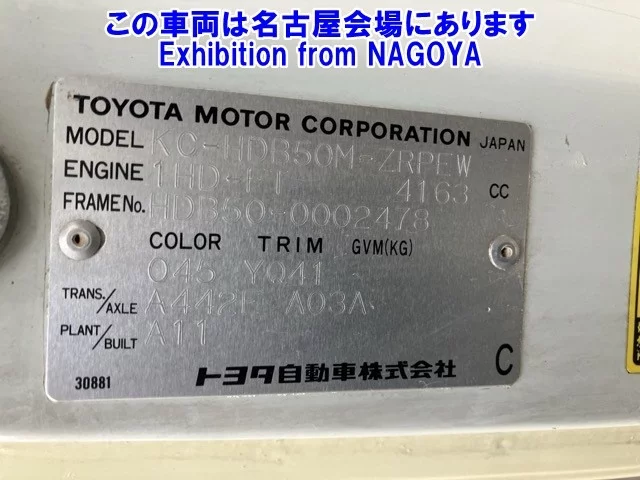 この車両は名古屋会場にあります
Exhibition from NAGOYA
TOYOTA MOTOR CORPORATION JAPAN
MODEL KC-HDB50M-ZRPEW
ENGINE 1HD-FT 4163 CC
FRAME No. HDB50-0002478
COLOR TRIM GVM(KG)
045 Y041
TRANS./AXLE A442F A03A
PLANT/BUILT A11
30881 トヨタ自動車株式会社 C